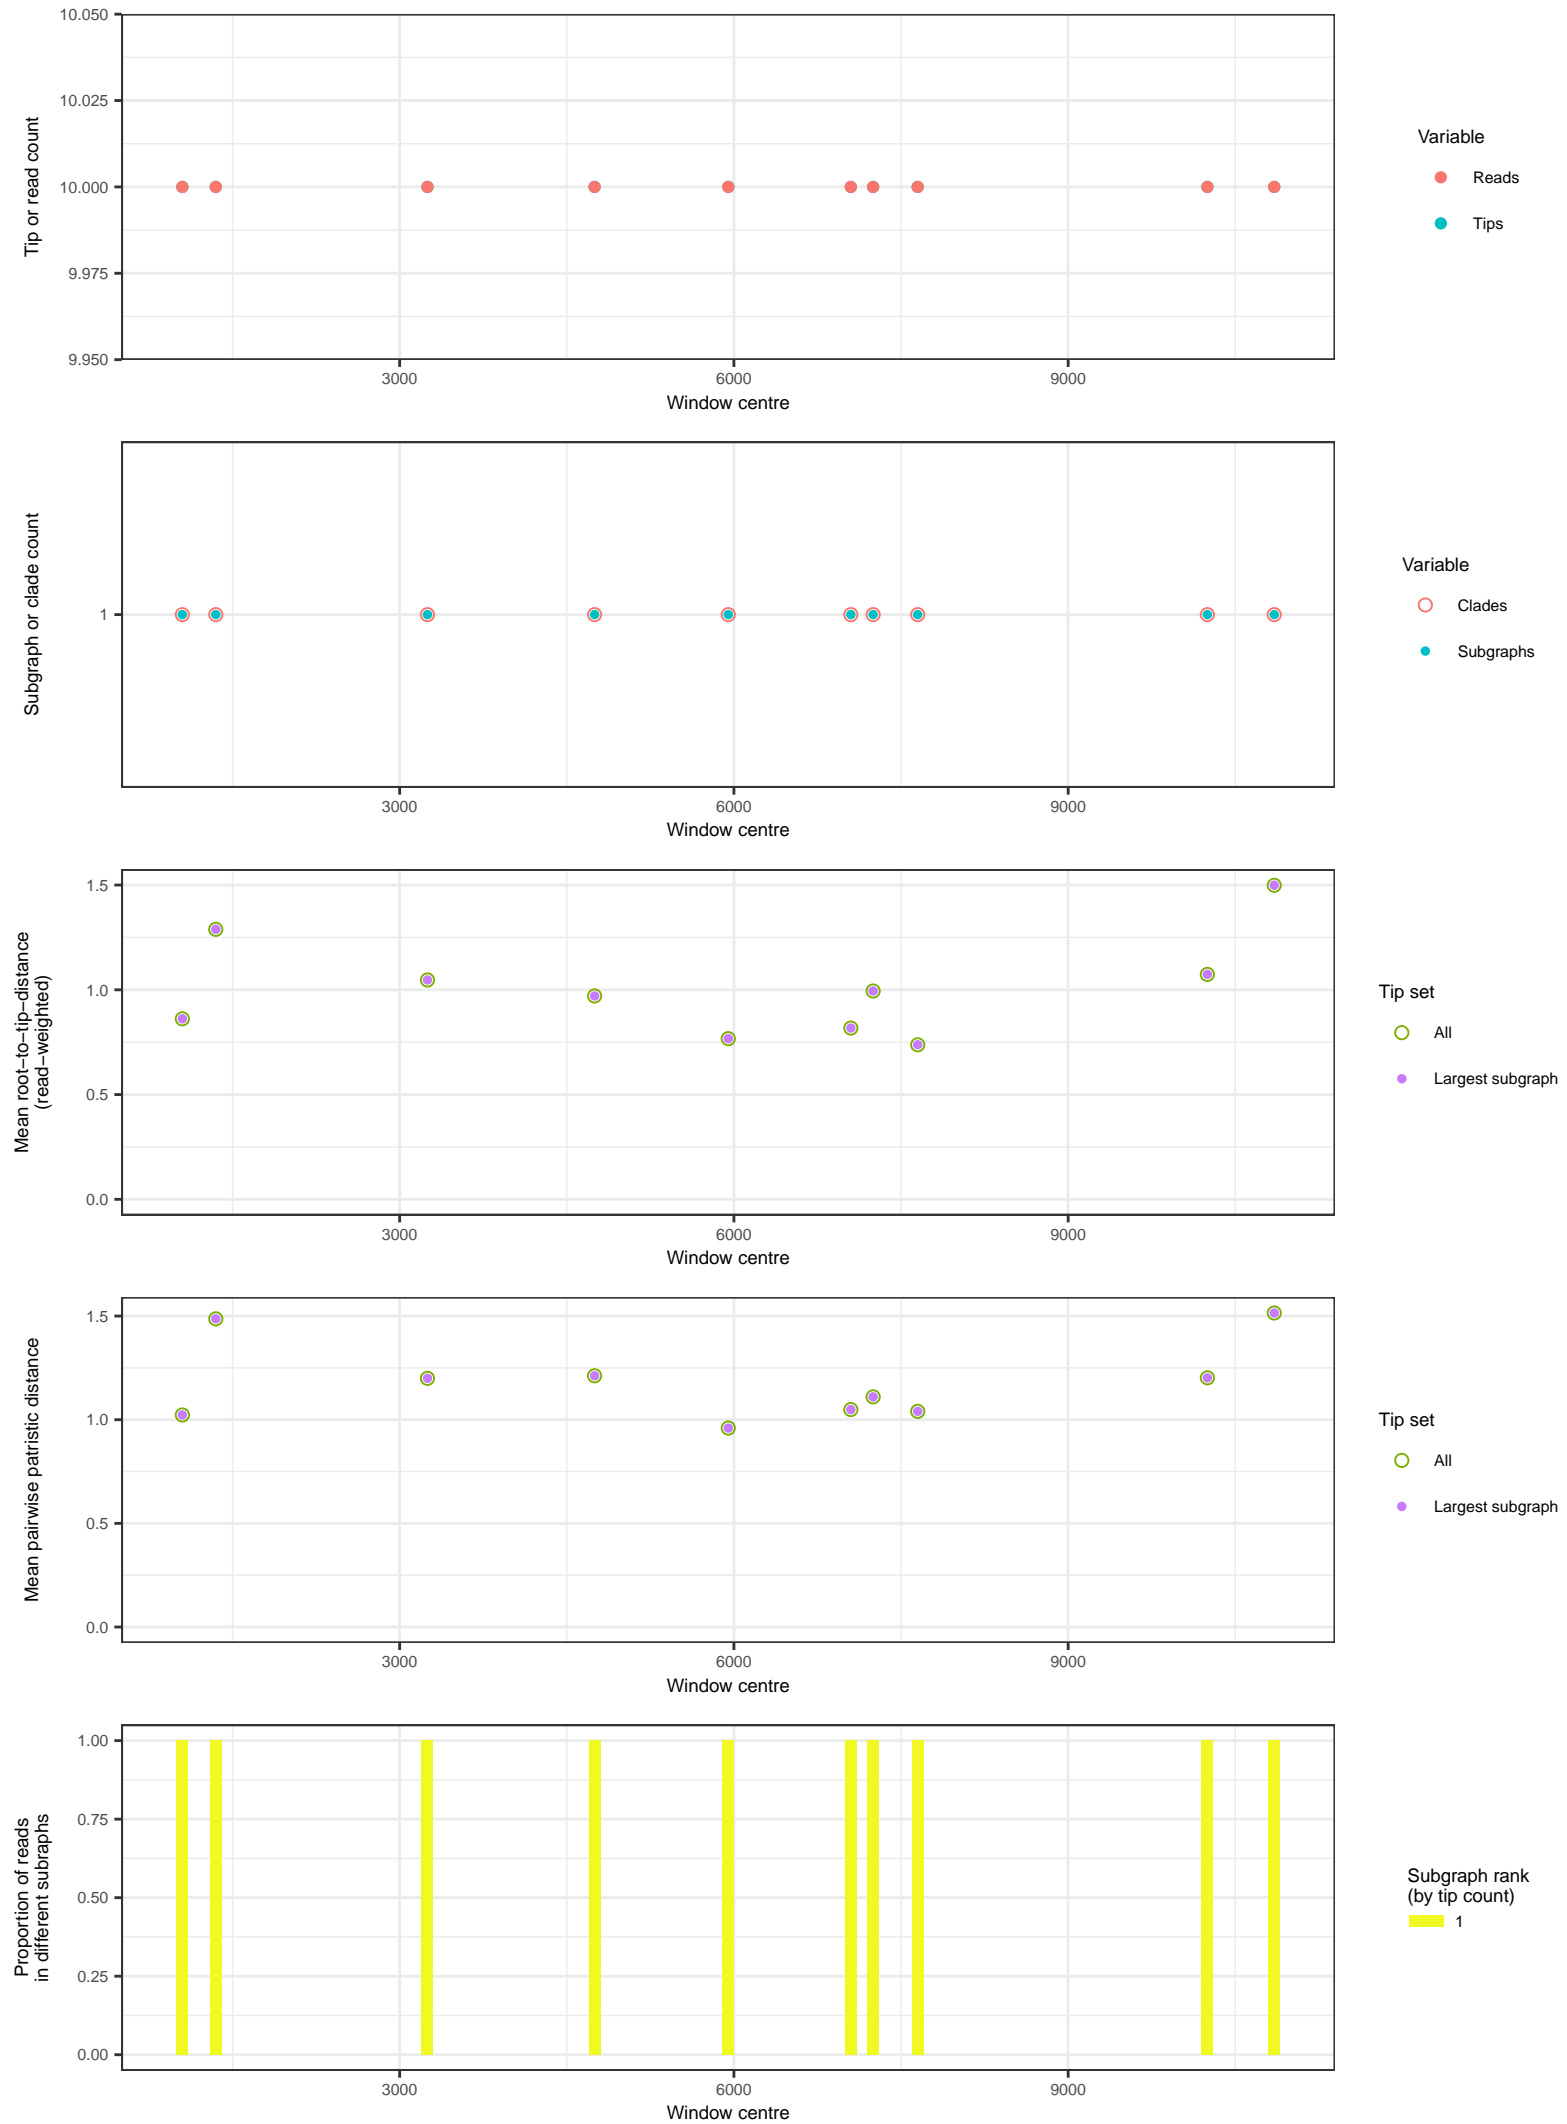 10.050
10.025
10.000
9.975
9.950
Tip or read count
3000
6000
9000
Window centre
Variable
Reads
Tips
1
Subgraph or clade count
3000
6000
9000
Window centre
Variable
Clades
Subgraphs
1.5
1.0
0.5
0.0
Mean root−to−tip−distance
(read−weighted)
3000
6000
9000
Window centre
Tip set
All
Largest subgraph
1.5
1.0
0.5
0.0
Mean pairwise patristic distance
3000
6000
9000
Window centre
Tip set
All
Largest subgraph
1.00
0.75
0.50
0.25
0.00
Proportion of reads
in different subraphs
3000
6000
9000
Window centre
Subgraph rank
(by tip count)
1